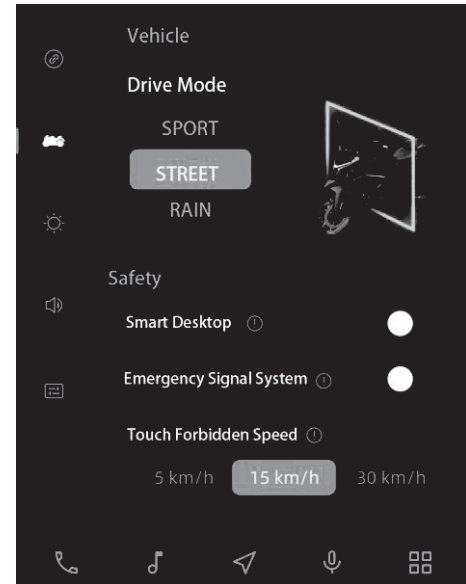 Vehicle
Drive Mode
SPORT
STREET
RAIN
Safety
Smart Desktop
Emergency Signal System
Touch Forbidden Speed
5 km/h 15 km/h 30 km/h